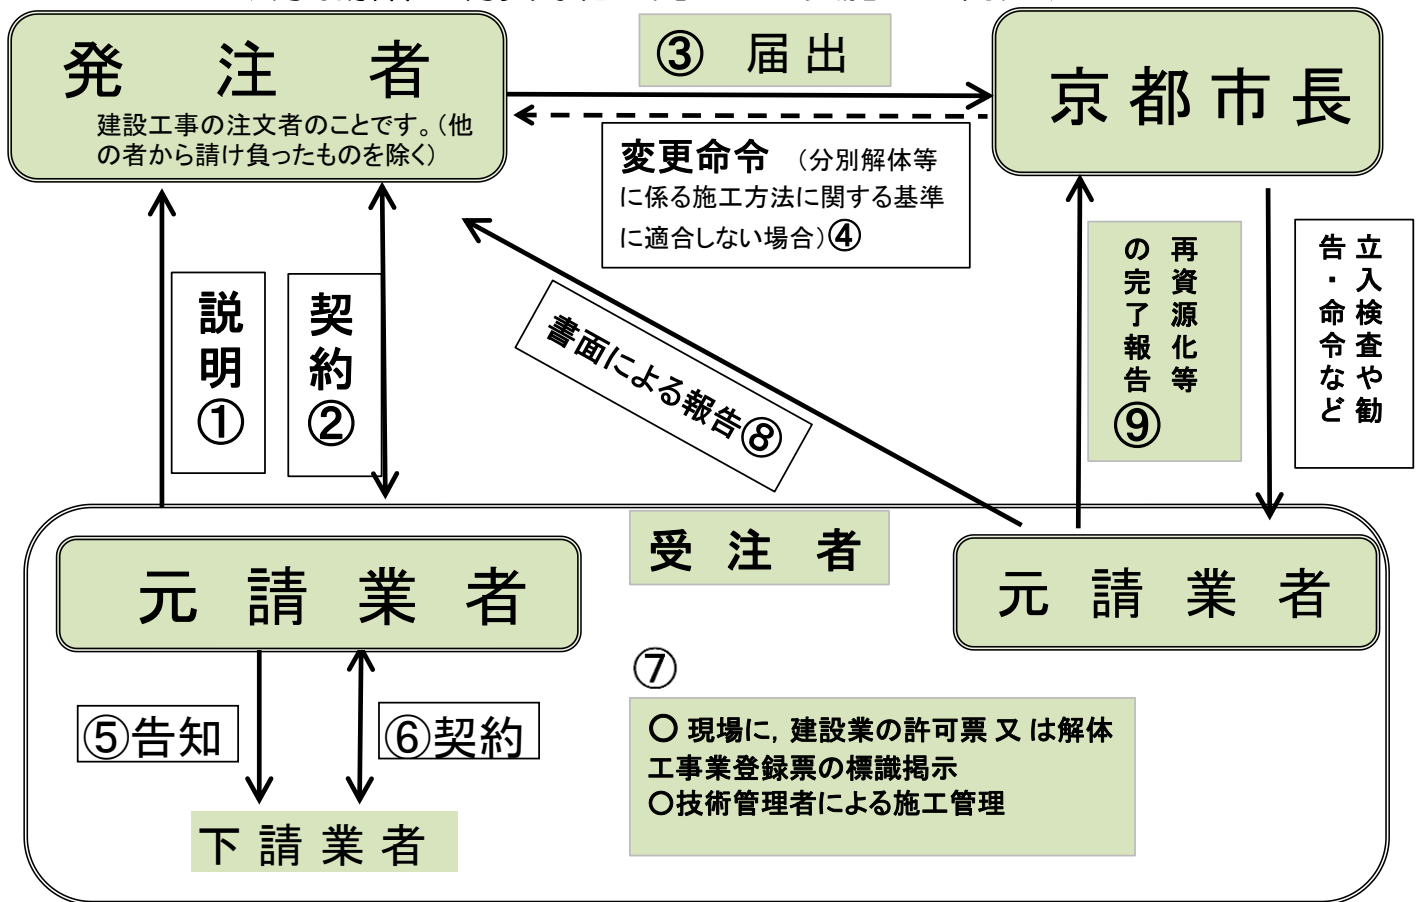 発注者
建設工事の注文者のことです。（他
の者から請け負ったものを除く）
③ 届出
京都市長
変更命令 （分別解体等
に係る施工方法に関する基準
に適合しない場合）④
説明①
契約②
書面による報告⑧
再資源化等
の完了報告⑨
立入検査や勧
告・命令など
受注者
元請業者
元請業者
⑤告知
⑥契約
下請業者
⑦
○ 現場に，建設業の許可票 又 は解体
工事業登録票の標識掲示
○技術管理者による施工管理